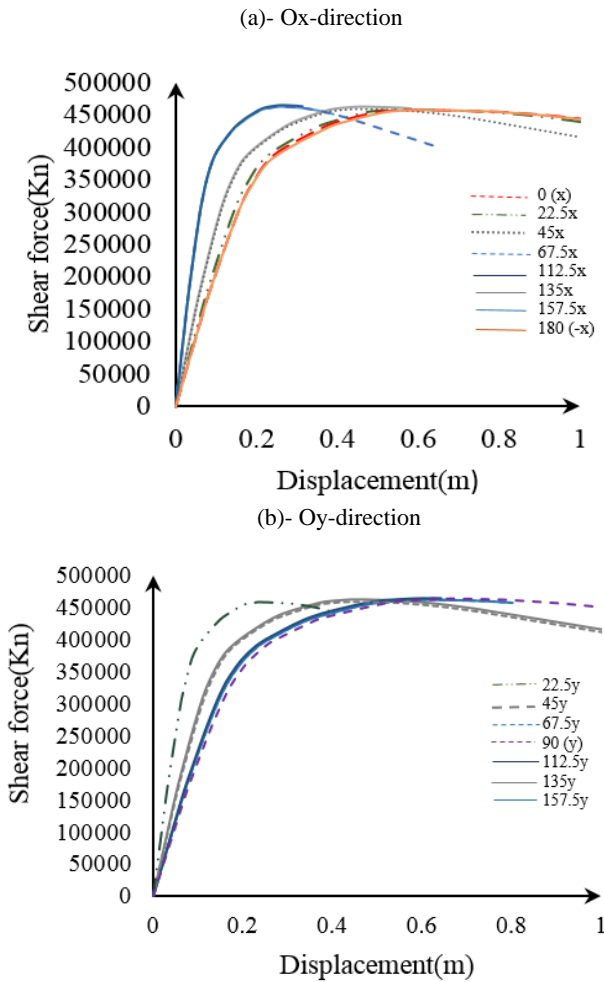 (a)- Ox-direction
500000
450000
400000
350000
300000
250000
200000
150000
100000
50000
0
Shear force(Kn)
0 (x)
22.5x
45x
67.5x
112.5x
135x
157.5x
180 (-x)
0 0.2 0.4 0.6 0.8 1
Displacement(m)
(b)- Oy-direction
500000
450000
400000
350000
300000
250000
200000
150000
100000
50000
0
Shear force(Kn)
22.5y
45y
67.5y
90 (y)
112.5y
135y
157.5y
0 0.2 0.4 0.6 0.8 1
Displacement(m)